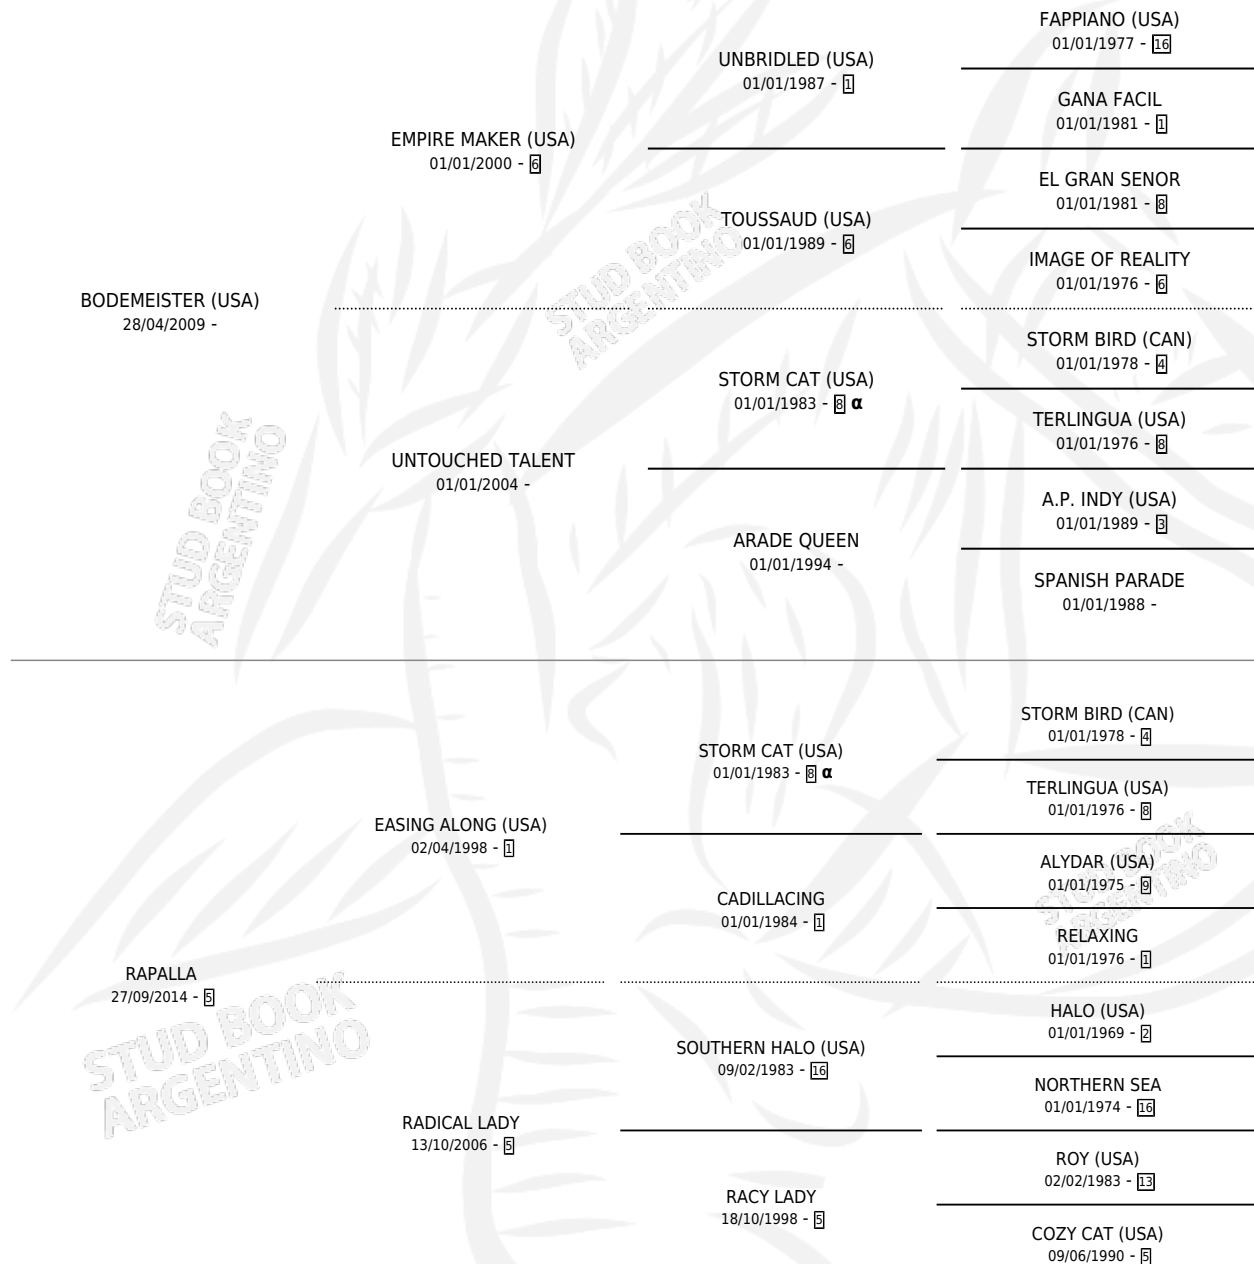 FAPPIANO (USA)
01/01/1977 - 16
UNBRIDLED (USA)
01/01/1987 - 1
GANA FACIL
01/01/1981 - 1
EMPIRE MAKER (USA)
01/01/2000 - 6
EL GRAN SENOR
01/01/1981 - 8
TOUSSAUD (USA)
01/01/1989 - 6
IMAGE OF REALITY
01/01/1976 - 6
STUD BOOK
ARGENTINO
BODEMEISTER (USA)
28/04/2009 -
STORM BIRD (CAN)
01/01/1978 - 4
STORM CAT (USA)
01/01/1983 - 8 α
TERLINGUA (USA)
01/01/1976 - 8
UNTOUCHED TALENT
01/01/2004 -
A.P. INDY (USA)
01/01/1989 - 3
ARADE QUEEN
01/01/1994 -
SPANISH PARADE
01/01/1988 -
STUD BOOK
ARGENTINO
STORM BIRD (CAN)
01/01/1978 - 4
STORM CAT (USA)
01/01/1983 - 8 α
TERLINGUA (USA)
01/01/1976 - 8
EASING ALONG (USA)
02/04/1998 - 1
ALYDAR (USA)
01/01/1975 - 9
CADILLACING
01/01/1984 - 1
RELAXING
01/01/1976 - 1
STUD BOOK
ARGENTINO
RAPALLA
27/09/2014 - 5
HALO (USA)
01/01/1969 - 2
SOUTHERN HALO (USA)
09/02/1983 - 16
NORTHERN SEA
01/01/1974 - 16
STUD BOOK
ARGENTINO
RADICAL LADY
13/10/2006 - 5
ROY (USA)
02/02/1983 - 13
RACY LADY
18/10/1998 - 5
COZY CAT (USA)
09/06/1990 - 5